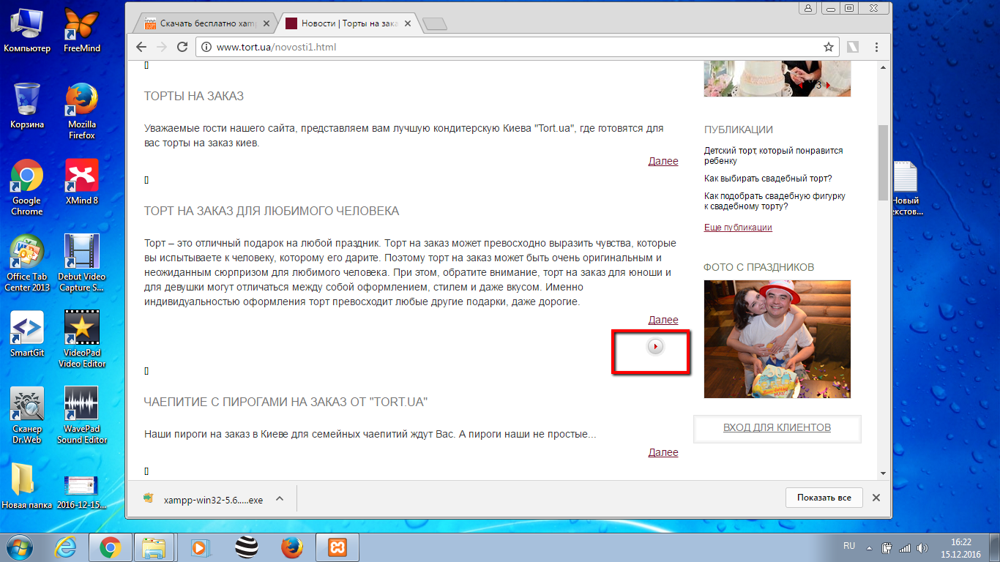 Компьютер
FreeMind
Корзина
Mozilla
Firefox
Google
Chrome
XMind 8
Office Tab
Center 2013
Debut Video
Capture S...
SmartGit
VideoPad
Video Editor
Сканер
Dr.Web
WavePad
Sound Editor
Новая папка
2016-12-15...
Скачать бесплатно xamp
Новости | Торты на зака
www.tort.ua/novosti1.html
[]
ТОРТЫ НА ЗАКАЗ
Уважаемые гости нашего сайта, представляем вам лучшую кондитерскую Киева "Tort.ua", где готовятся для
вас торты на заказ киев.
Далее
[]
ТОРТ НА ЗАКАЗ ДЛЯ ЛЮБИМОГО ЧЕЛОВЕКА
Торт – это отличный подарок на любой праздник. Торт на заказ может превосходно выразить чувства, которые
вы испытываете к человеку, которому его дарите. Поэтому торт на заказ может быть очень оригинальным и
неожиданным сюрпризом для любимого человека. При этом, обратите внимание, торт на заказ для юноши и
для девушки могут отличаться между собой оформлением, стилем и даже вкусом. Именно
индивидуальностью оформления торт превосходит любые другие подарки, даже дорогие.
Далее
[]
ЧАЕПИТИЕ С ПИРОГАМИ НА ЗАКАЗ ОТ "TORT.UA"
Наши пироги на заказ в Киеве для семейных чаепитий ждут Вас. А пироги наши не простые...
Далее
[]
ПУБЛИКАЦИИ
Детский торт, который понравится
ребенку
Как выбирать свадебный торт?
Как подобрать свадебную фигурку
к свадебному торту?
Еще публикации
ФОТО С ПРАЗДНИКОВ
ВХОД ДЛЯ КЛИЕНТОВ
Новый
екстов...
xampp-win32-5.6.....exe
Показать все
RU
16:22
15.12.2016